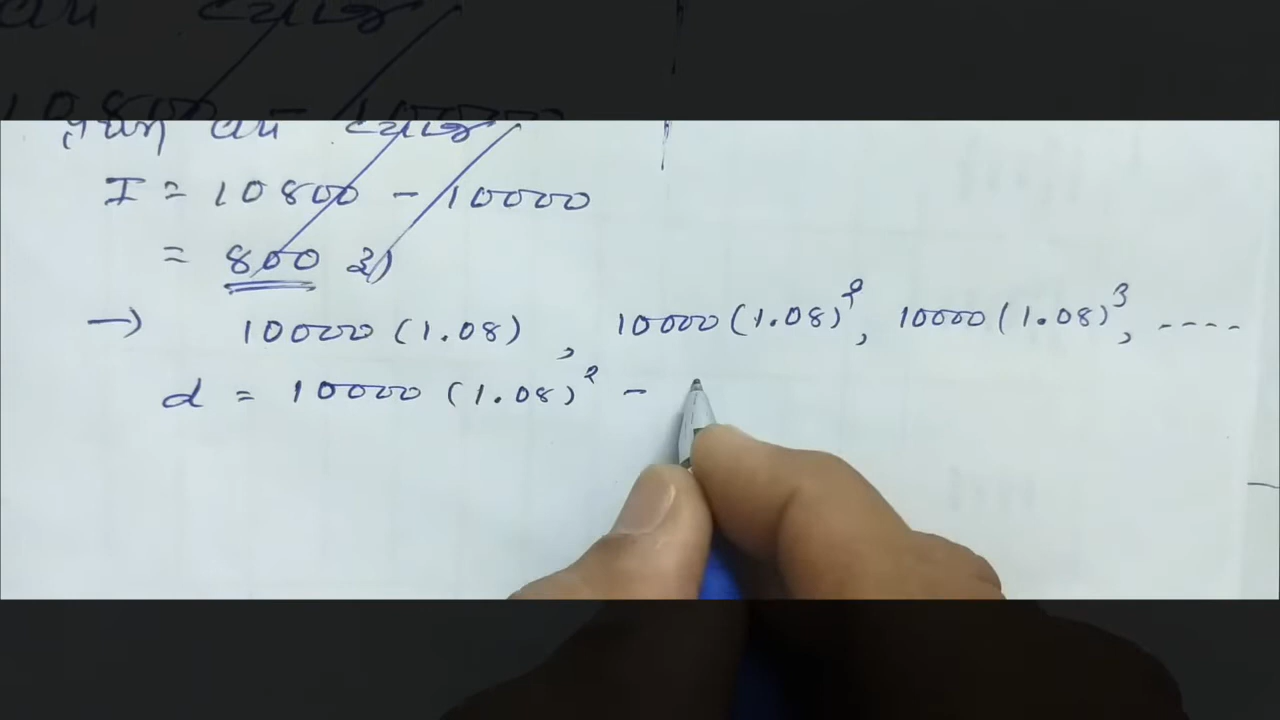 I = 10800 - 10000
= 800 રૂ
→ 10000 (1.08) , 10000 (1.08)², 10000 (1.08)³, ----
d = 10000 (1.08)² -